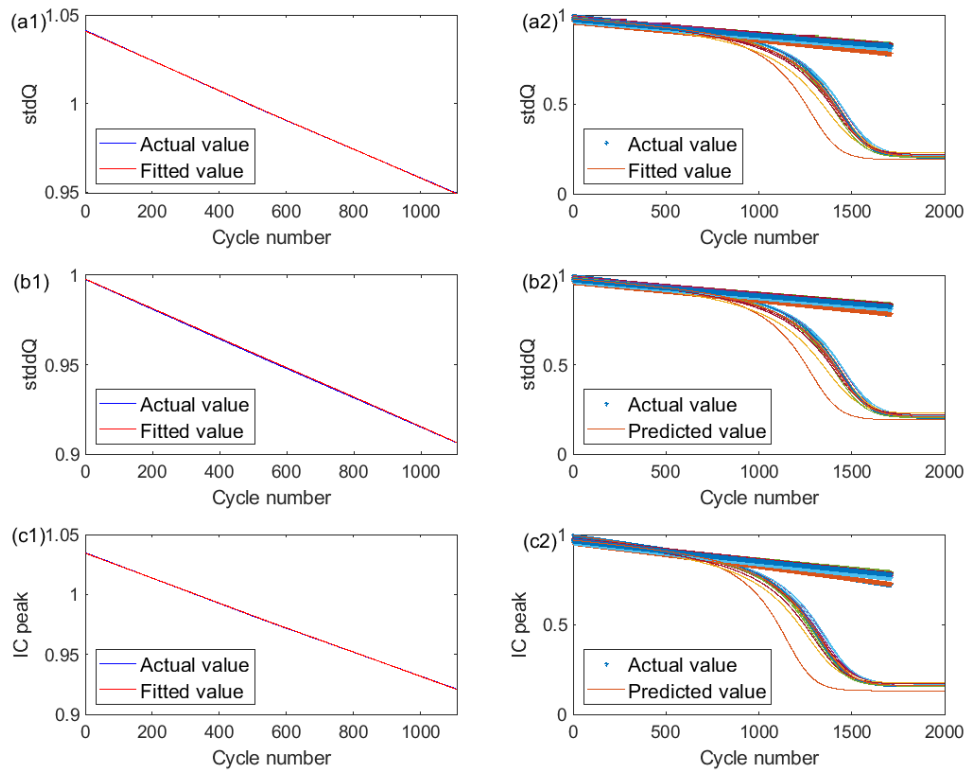 (a1)
1.05
1
0.95
stdQ
Actual value
Fitted value
0 200 400 600 800 1000
Cycle number
(a2)
1
0.5
0
stdQ
Actual value
Fitted value
0 500 1000 1500 2000
Cycle number
(b1)
1
0.95
0.9
stddQ
Actual value
Fitted value
0 200 400 600 800 1000
Cycle number
(b2)
1
0.5
0
stddQ
Actual value
Predicted value
0 500 1000 1500 2000
Cycle number
(c1)
1.05
1
0.95
0.9
IC peak
Actual value
Fitted value
0 200 400 600 800 1000
Cycle number
(c2)
1
0.5
0
IC peak
Actual value
Predicted value
0 500 1000 1500 2000
Cycle number